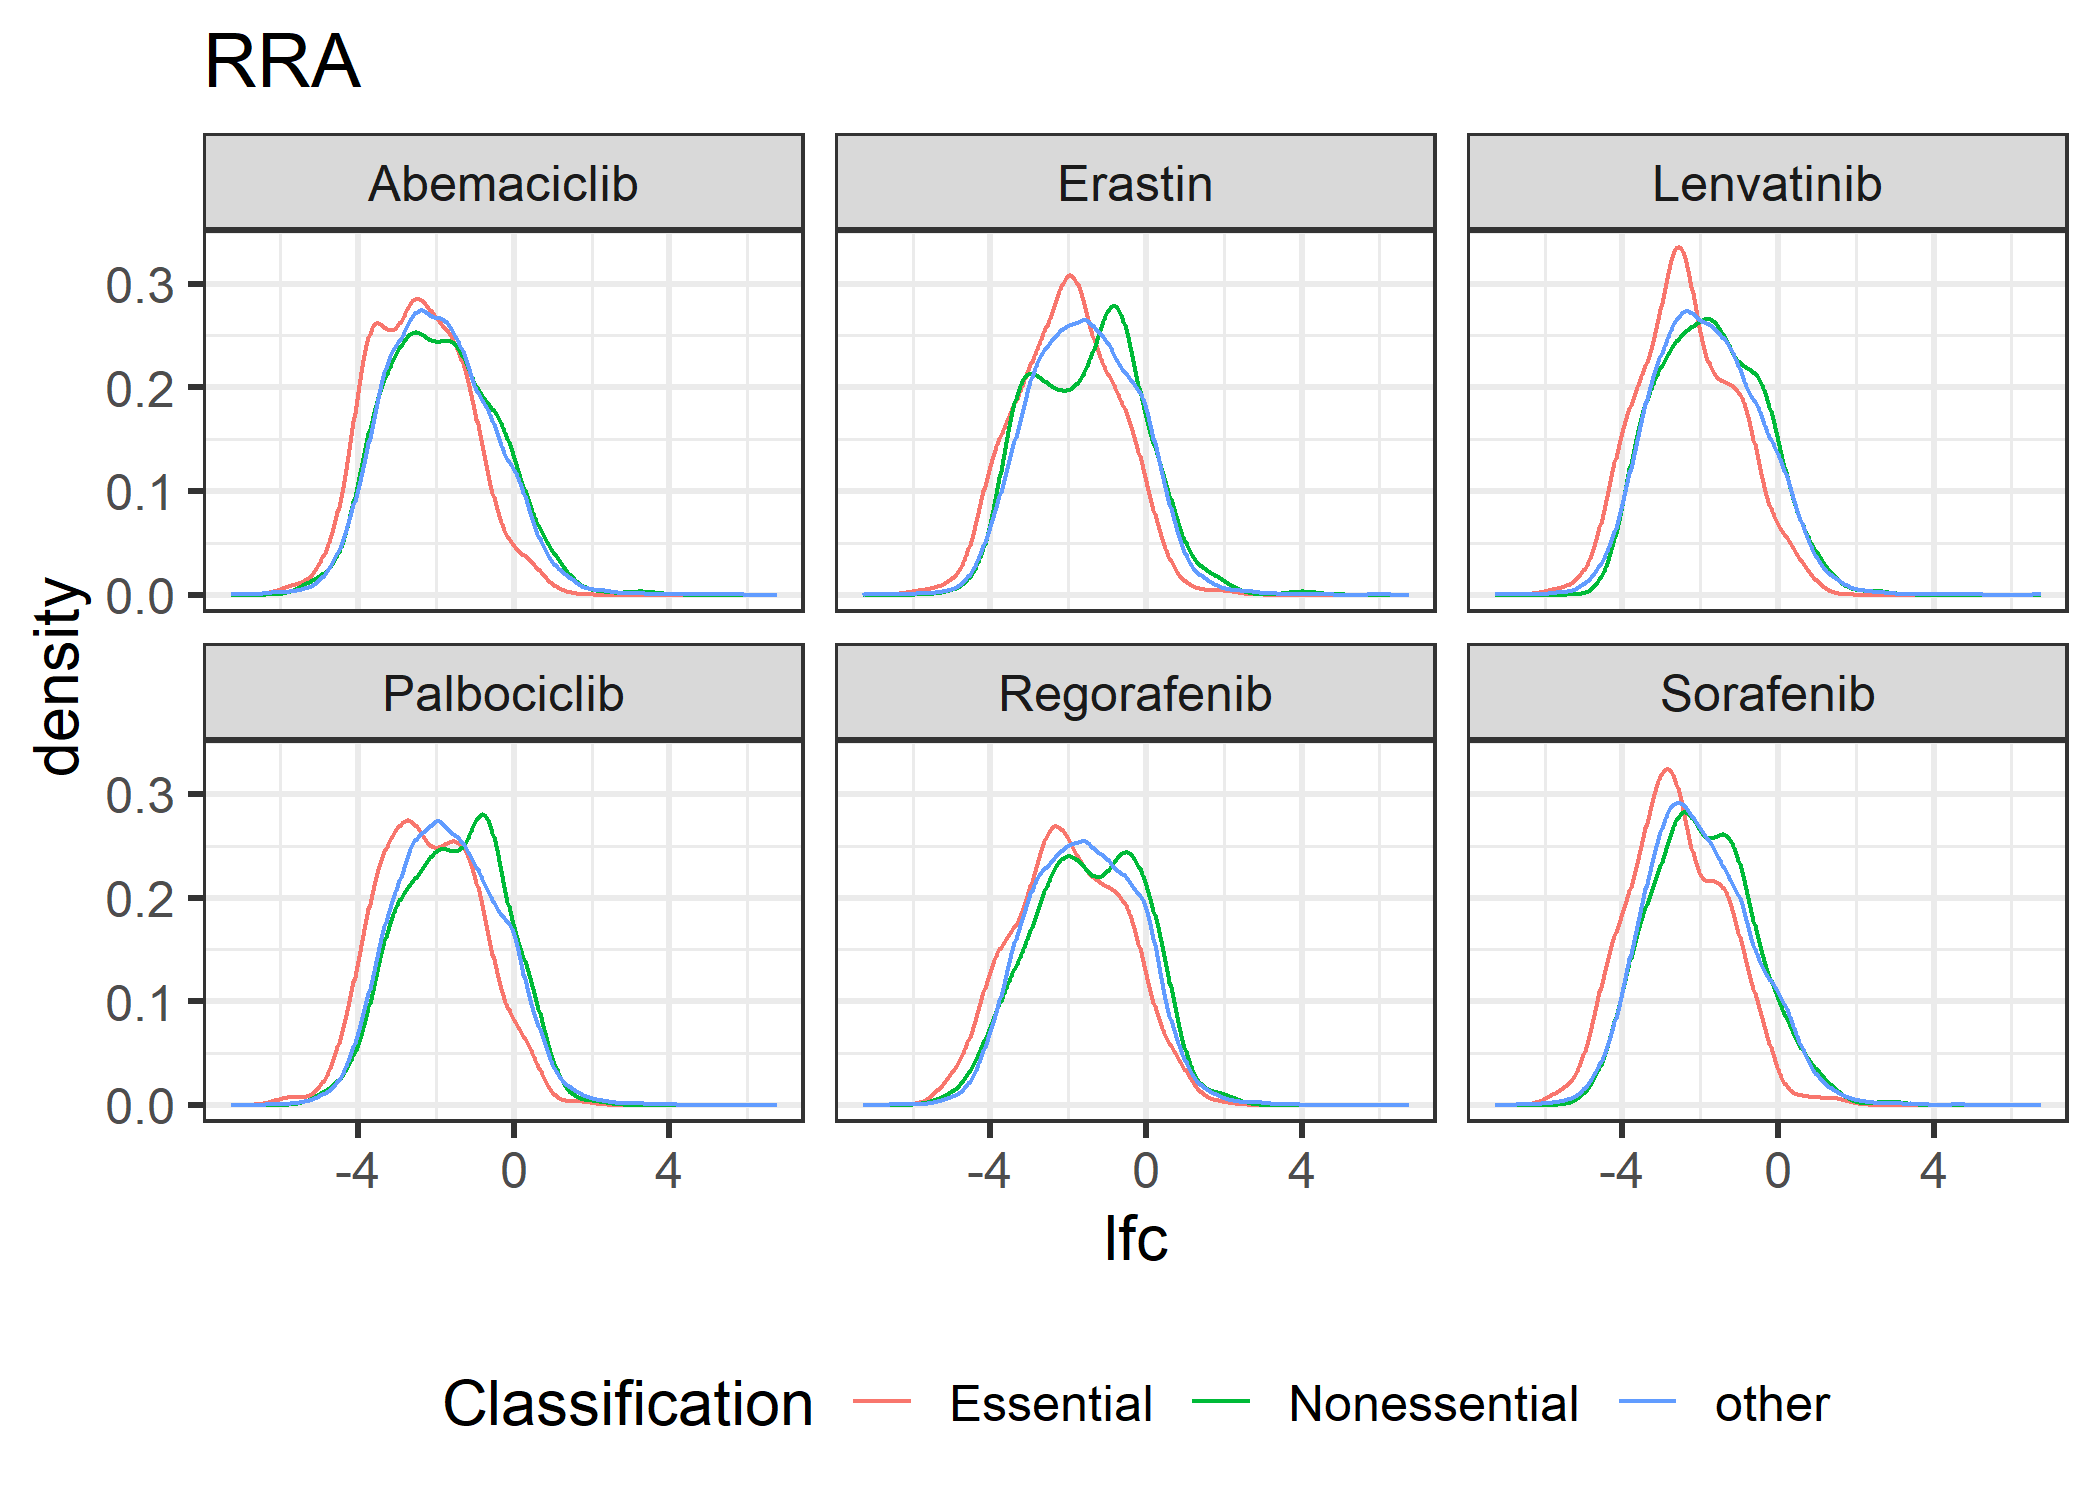 RRA
Abemaciclib Erastin Lenvatinib
0.3
0.2
0.1
0.0
density
Palbociclib Regorafenib Sorafenib
0.3
0.2
0.1
0.0
-4 0 4 -4 0 4 -4 0 4
lfc
Classification Essential Nonessential other